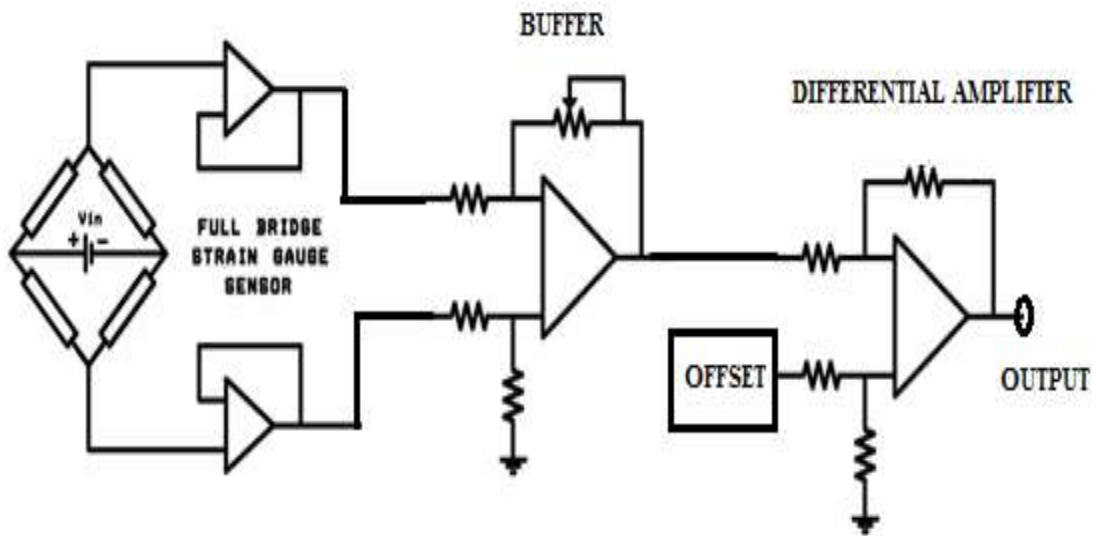 BUFFER
DIFFERENTIAL AMPLIFIER
Vin
+ -
FULL BRIDGE
STRAIN GAUGE
SENSOR
OFFSET
OUTPUT